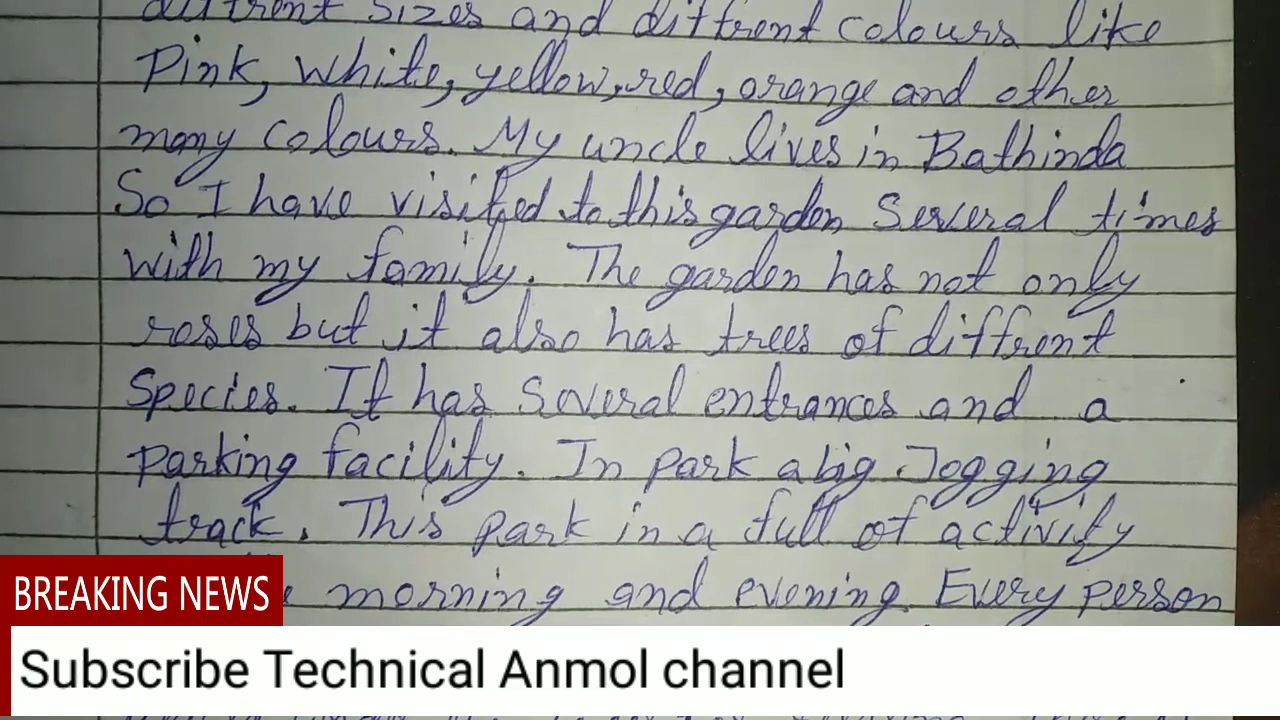 diffrent sizes and diffrent colours like
Pink, white, yellow, red, orange and other
many colours. My uncle lives in Bathinda
So I have visited to this garden Several times
with my family. The garden has not only
roses but it also has trees of diffrent
Species. It has Several entrances and a
parking facility. In park a big Jogging
track. This park in a full of activity
morning and evening. Every person
BREAKING NEWS
Subscribe Technical Anmol channel